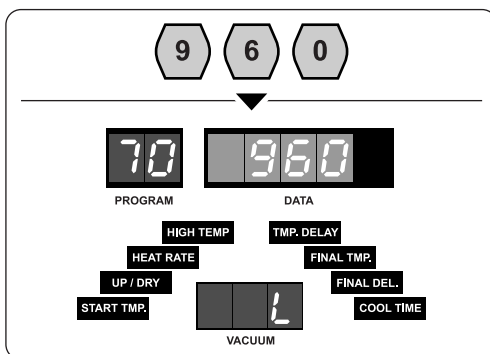 9 6 0
70 960
PROGRAM DATA
HIGH TEMP TMP. DELAY
HEAT RATE FINAL TMP.
UP / DRY FINAL DEL.
START TMP. L COOL TIME
VACUUM